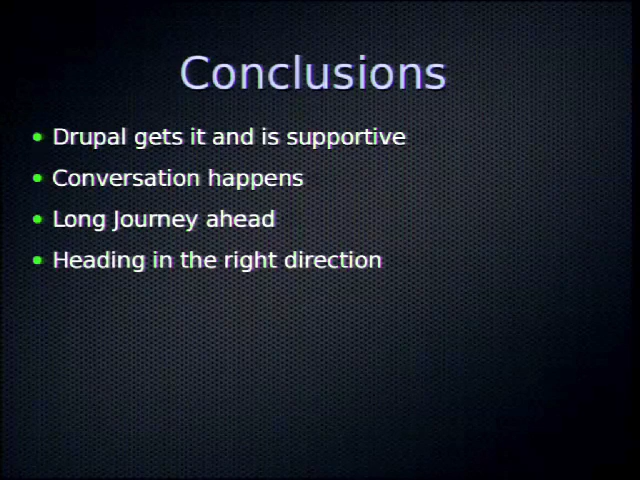 Conclusions
Drupal gets it and is supportive
Conversation happens
Long Journey ahead
Heading in the right direction